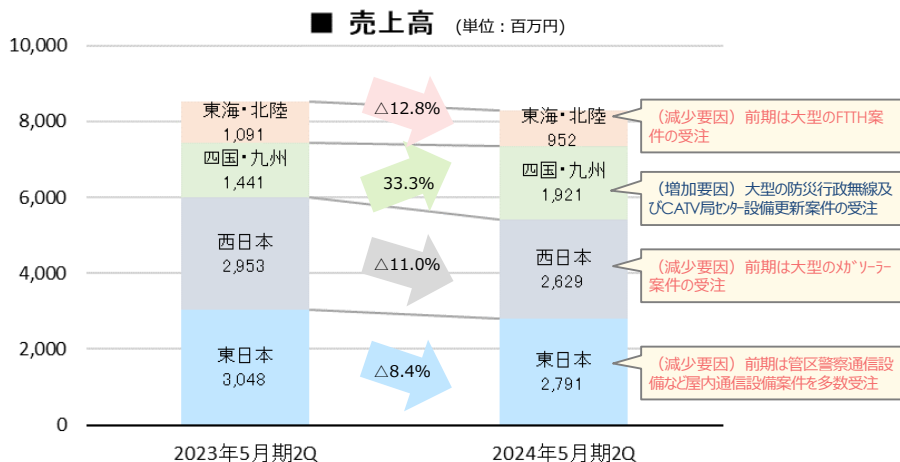 ■ 売上高 (単位：百万円)
10,000
8,000
6,000
4,000
2,000
0
東海・北陸
1,091
四国・九州
1,441
西日本
2,953
東日本
3,048
△12.8%
33.3%
△11.0%
△8.4%
東海・北陸
952
四国・九州
1,921
西日本
2,629
東日本
2,791
（減少要因）前期は大型のFTTH案
件の受注
（増加要因）大型の防災行政無線及
びCATV局ｾﾝﾀｰ設備更新案件の受注
（減少要因）前期は大型のﾒｶﾞｿｰﾗｰ
案件の受注
（減少要因）前期は管区警察通信設
備など屋内通信設備案件を多数受注
2023年5月期2Q
2024年5月期2Q